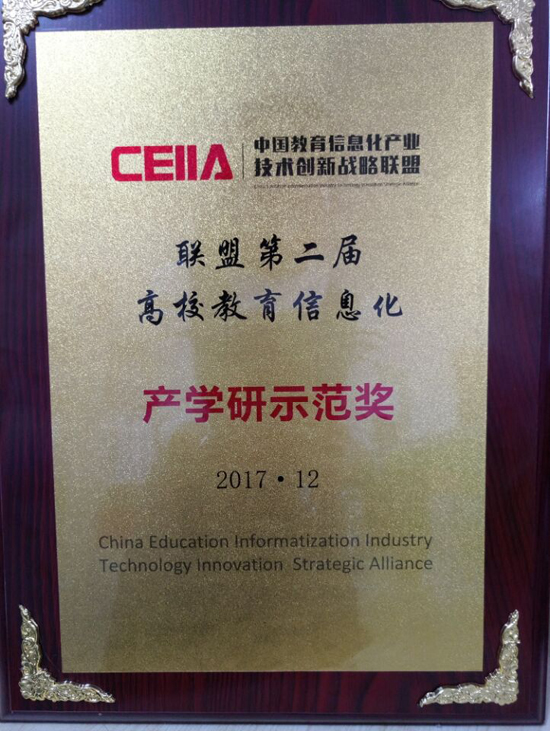 CEIIA
中国教育信息化产业
技术创新战略联盟
联盟第二届
高校教育信息化
产学研示范奖
2017·12
China Education Informatization Industry
Technology Innovation Strategic Alliance